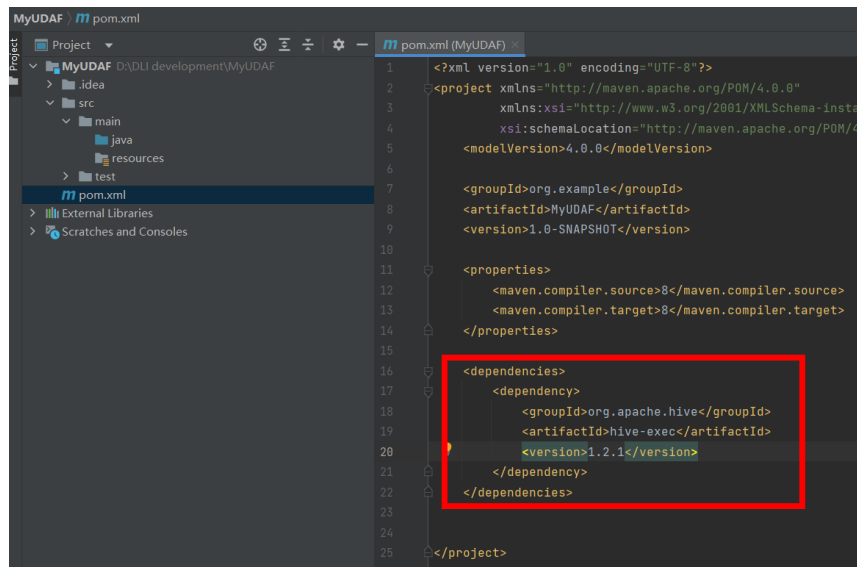 MyUDAF pom.xml
Project
Project
pom.xml (MyUDAF)
MyUDAF D:\DLI development\MyUDAF
.idea
src
main
java
resources
test
pom.xml
External Libraries
Scratches and Consoles
1 <?xml version="1.0" encoding="UTF-8"?>
2 <project xmlns="http://maven.apache.org/POM/4.0.0"
3 xmlns:xsi="http://www.w3.org/2001/XMLSchema-insta
4 xsi:schemaLocation="http://maven.apache.org/POM/4
5 <modelVersion>4.0.0</modelVersion>
6
7 <groupId>org.example</groupId>
8 <artifactId>MyUDAF</artifactId>
9 <version>1.0-SNAPSHOT</version>
10
11 <properties>
12 <maven.compiler.source>8</maven.compiler.source>
13 <maven.compiler.target>8</maven.compiler.target>
14 </properties>
15
16 <dependencies>
17 <dependency>
18 <groupId>org.apache.hive</groupId>
19 <artifactId>hive-exec</artifactId>
20 <version>1.2.1</version>
21 </dependency>
22 </dependencies>
23
24
25 </project>